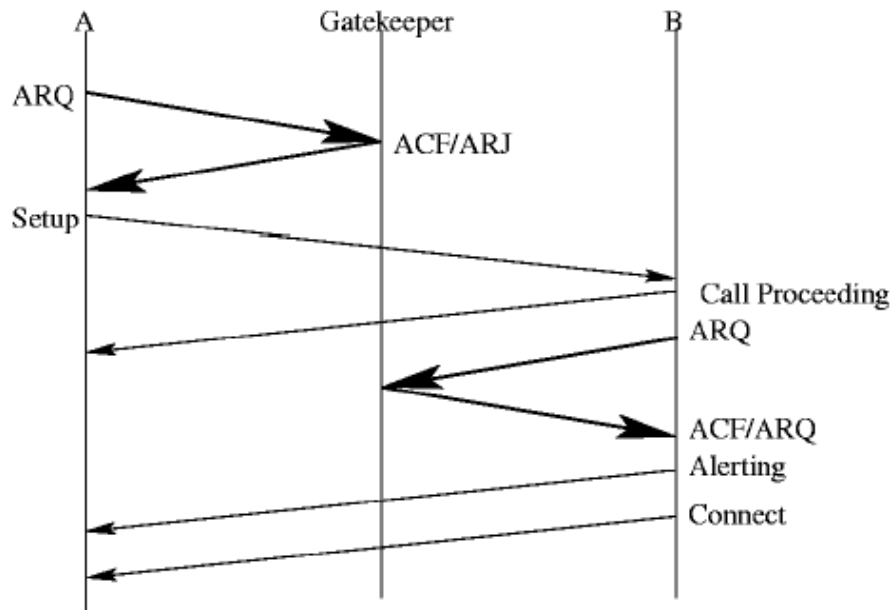 A
Gatekeeper
B
ARQ
ACF/ARJ
Setup
Call Proceeding
ARQ
ACF/ARQ
Alerting
Connect